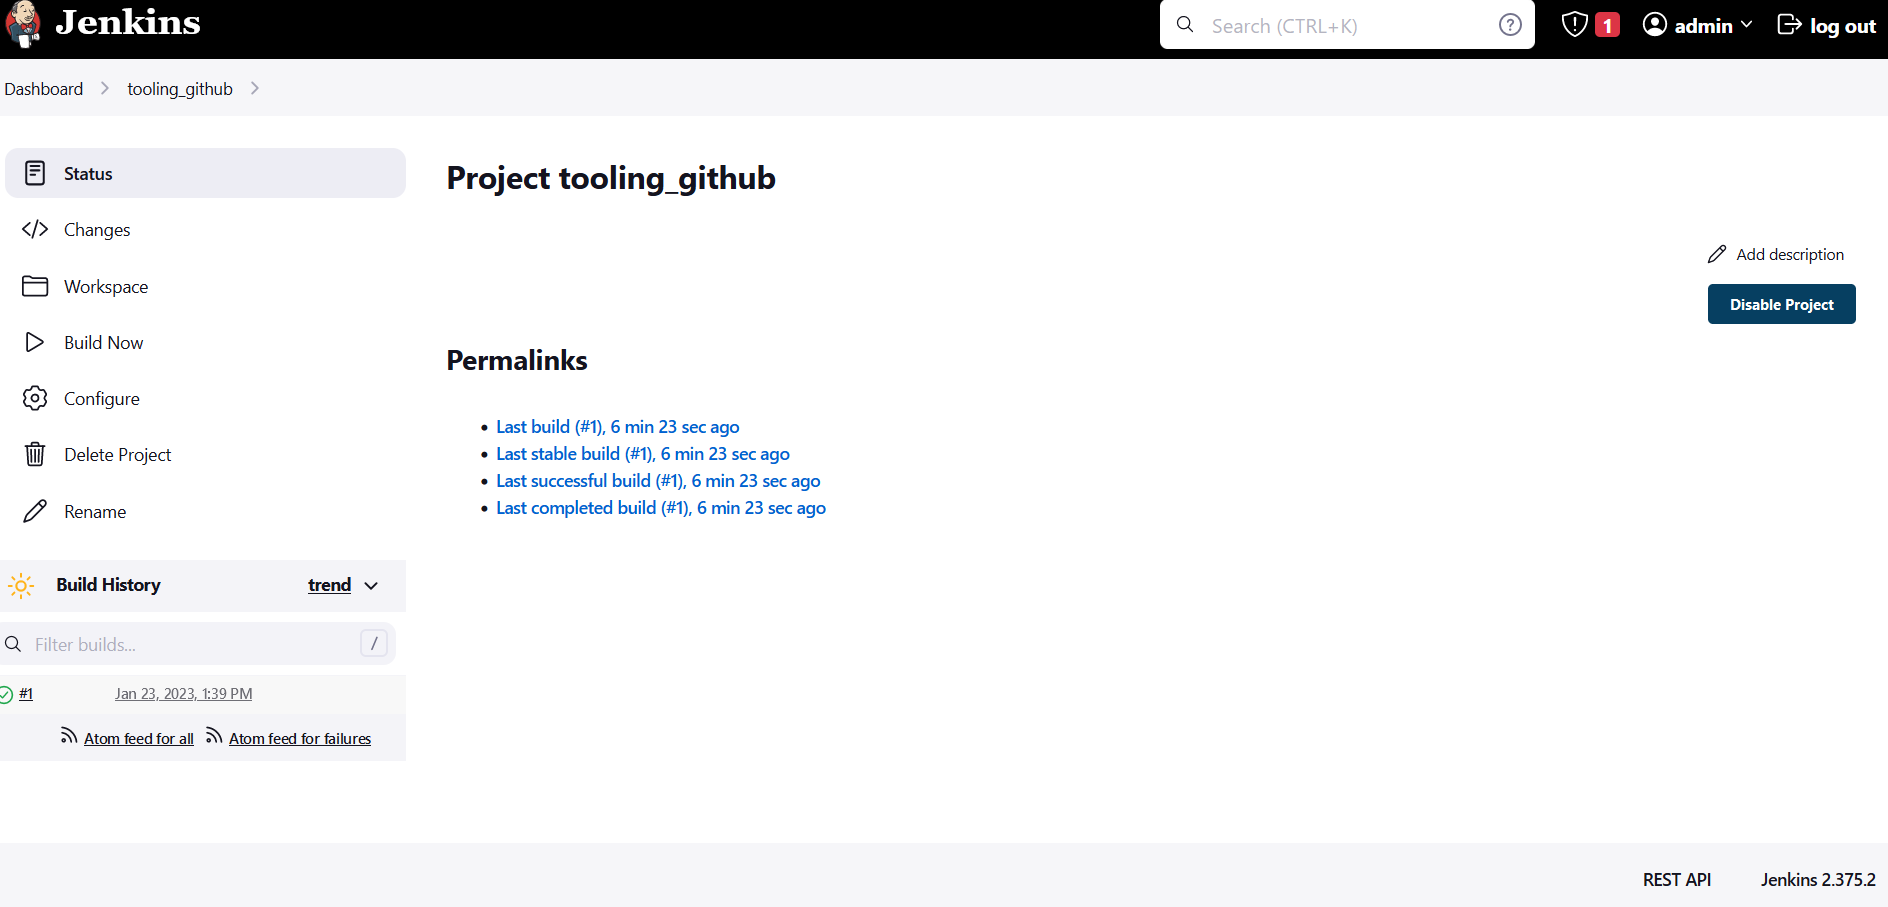 Jenkins
Search (CTRL+K)
?
1
admin
log out
Dashboard
tooling_github
Status
Changes
Workspace
Build Now
Configure
Delete Project
Rename
Build History
trend
Filter builds...
/
#1
Jan 23, 2023, 1:39 PM
Atom feed for all
Atom feed for failures
Project tooling_github
Add description
Disable Project
Permalinks
Last build (#1), 6 min 23 sec ago
Last stable build (#1), 6 min 23 sec ago
Last successful build (#1), 6 min 23 sec ago
Last completed build (#1), 6 min 23 sec ago
REST API
Jenkins 2.375.2